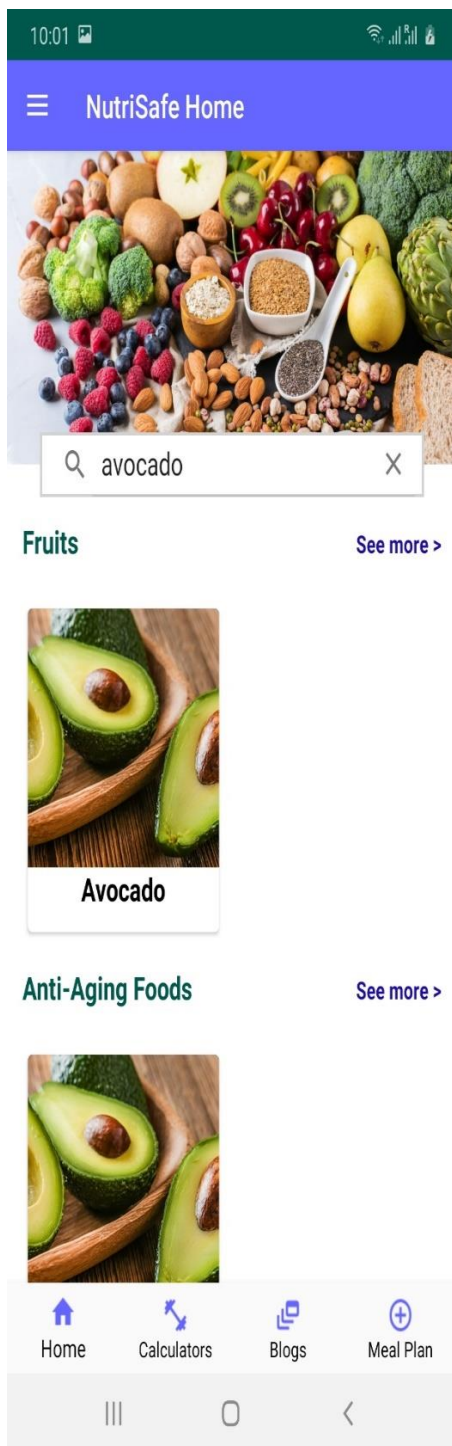 10:01
NutriSafe Home
avocado
Fruits See more >
Avocado
Anti-Aging Foods See more >
Home Calculators Blogs Meal Plan